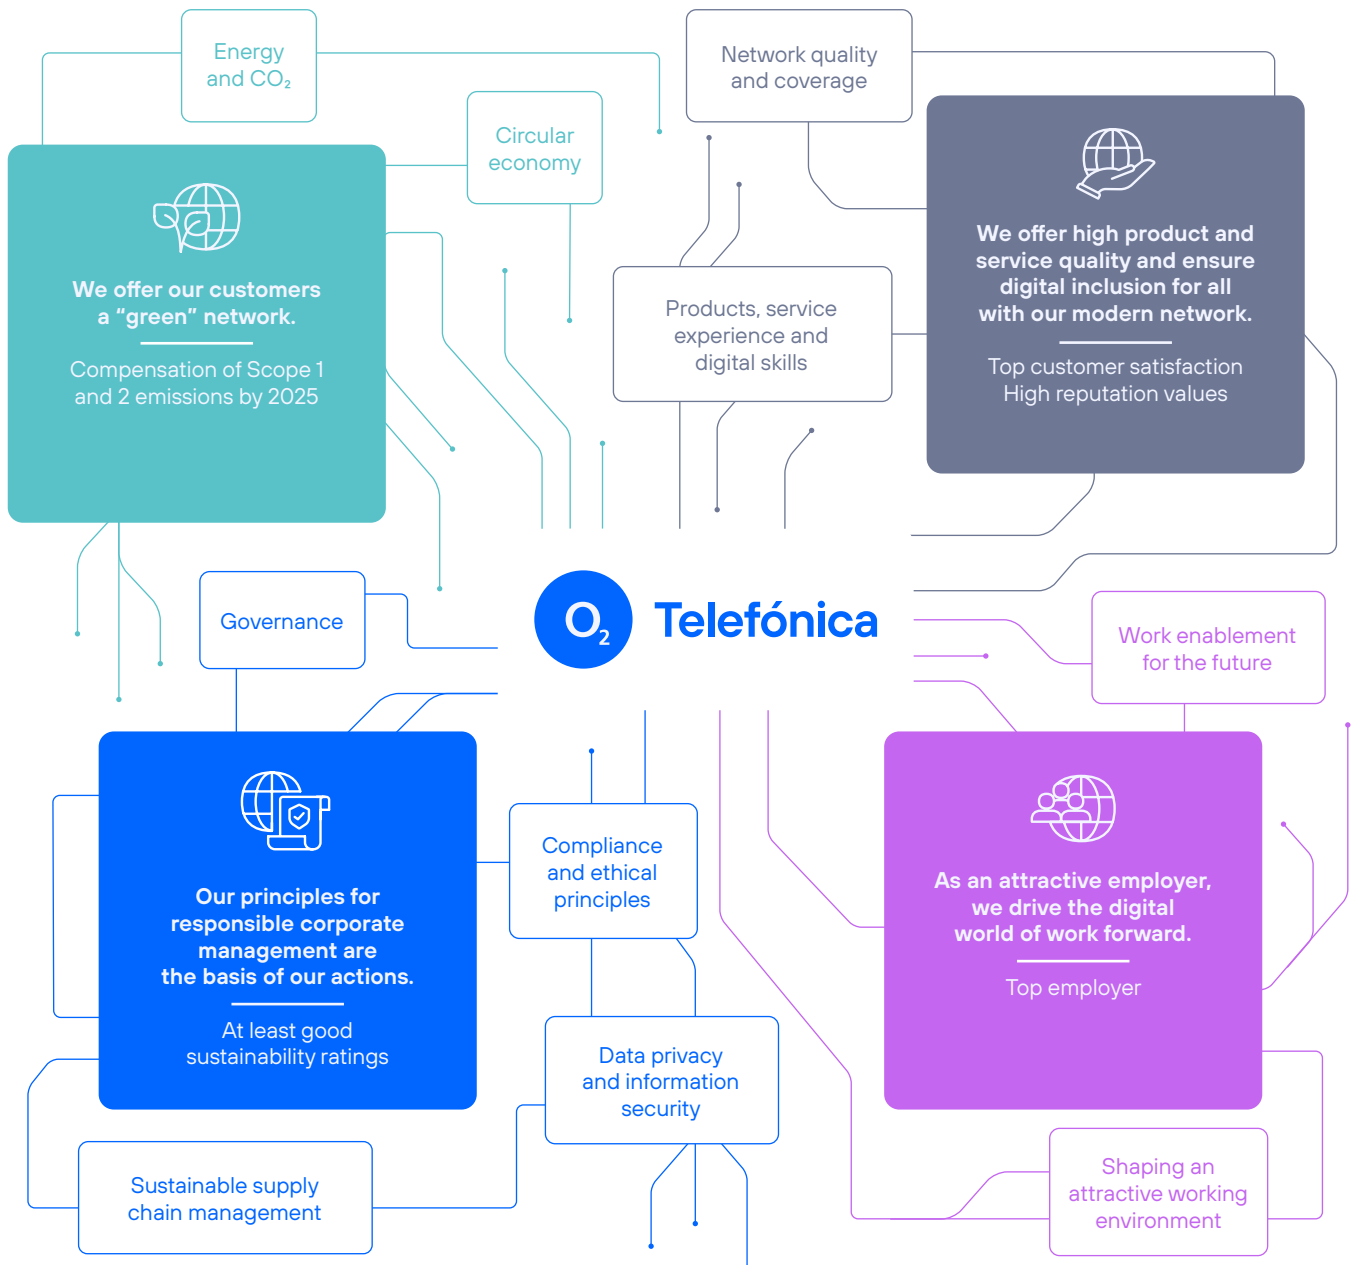 Energy
and CO₂
Circular
economy
We offer our customers
a “green” network.
Compensation of Scope 1
and 2 emissions by 2025
Network quality
and coverage
Products, service
experience and
digital skills
We offer high product and
service quality and ensure
digital inclusion for all
with our modern network.
Top customer satisfaction
High reputation values
O₂ Telefónica
Governance
Our principles for
responsible corporate
management are
the basis of our actions.
At least good
sustainability ratings
Compliance
and ethical
principles
Data privacy
and information
security
Sustainable supply
chain management
Work enablement
for the future
As an attractive employer,
we drive the digital
world of work forward.
Top employer
Shaping an
attractive working
environment